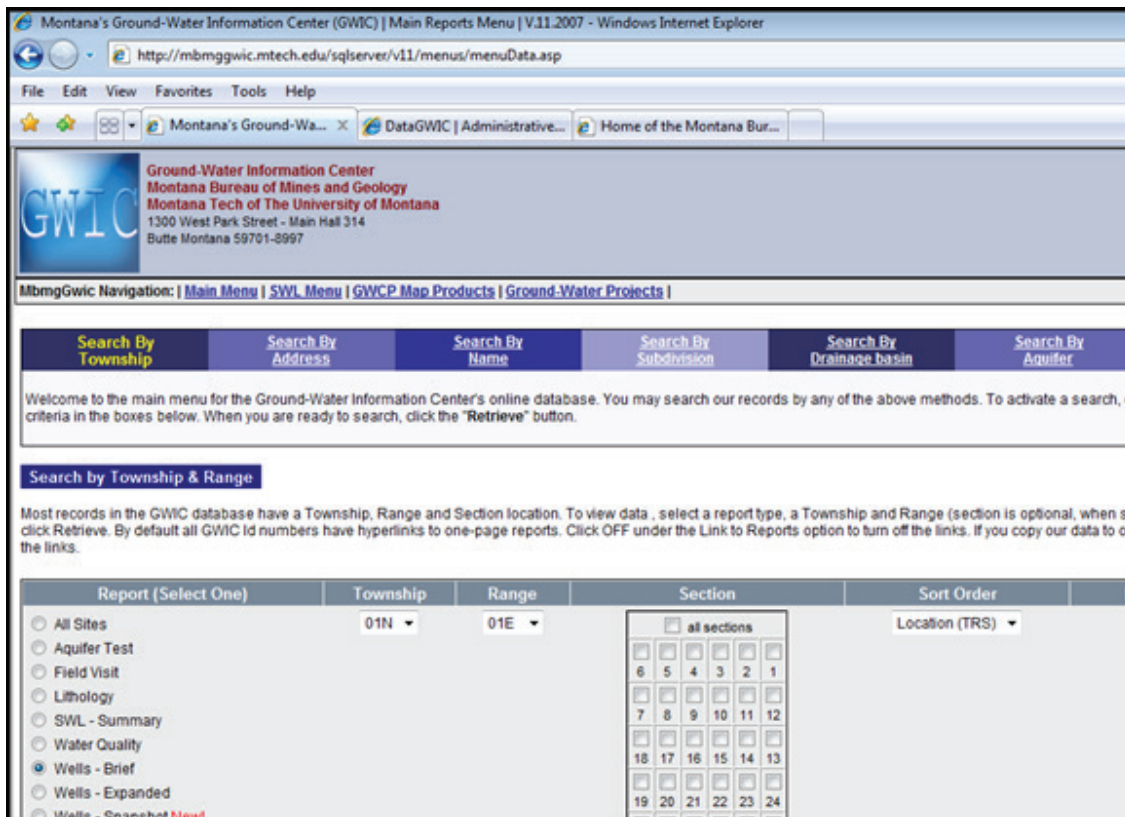 Montana's Ground-Water Information Center (GWIC) | Main Reports Menu | V.11.2007 - Windows Internet Explorer
http://mbmggwic.mtech.edu/sqlserver/v11/menus/menuData.asp
File Edit View Favorites Tools Help
Montana's Ground-Wa... X DataGWIC | Administrative... Home of the Montana Bur...
GWIC
Ground-Water Information Center
Montana Bureau of Mines and Geology
Montana Tech of The University of Montana
1300 West Park Street - Main Hall 314
Butte Montana 59701-8997
MbmgGwic Navigation: | Main Menu | SWL Menu | GWCP Map Products | Ground-Water Projects |
Search By Township
Search By Address
Search By Name
Search By Subdivision
Search By Drainage basin
Search By Aquifer
Welcome to the main menu for the Ground-Water Information Center's online database. You may search our records by any of the above methods. To activate a search,
criteria in the boxes below. When you are ready to search, click the "Retrieve" button.
Search by Township & Range
Most records in the GWIC database have a Township, Range and Section location. To view data , select a report type, a Township and Range (section is optional, when s
click Retrieve. By default all GWIC Id numbers have hyperlinks to one-page reports. Click OFF under the Link to Reports option to turn off the links. If you copy our data to o
the links.
Report (Select One) Township Range Section Sort Order
All Sites 01N 01E all sections Location (TRS)
Aquifer Test
Field Visit
6 5 4 3 2 1
Lithology
SWL - Summary
7 8 9 10 11 12
Water Quality
18 17 16 15 14 13
Wells - Brief
Wells - Expanded
19 20 21 22 23 24
Wells - Snapshot New!